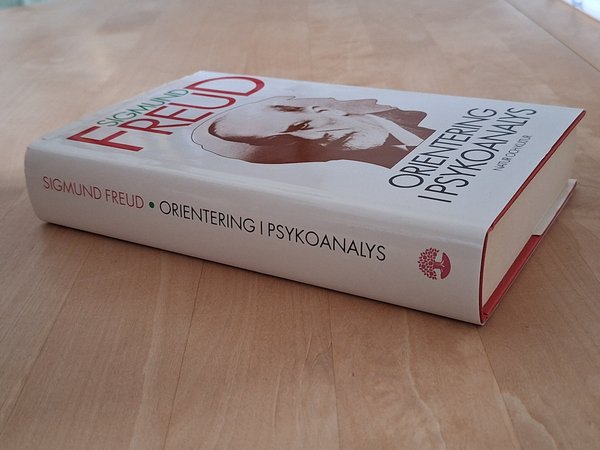 SIGMUND
FREUD
ORIENTERING
I PSYKOANALYS
NATUR OCH KULTUR
SIGMUND FREUD • ORIENTERING I PSYKOANALYS